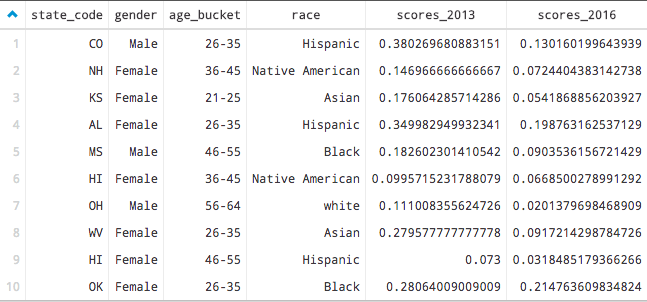 state_code gender age_bucket race scores_2013 scores_2016
1 CO Male 26-35 Hispanic 0.380269680883151 0.130160199643939
2 NH Female 36-45 Native American 0.146966666666667 0.0724404383142738
3 KS Female 21-25 Asian 0.176064285714286 0.0541868856203927
4 AL Female 26-35 Hispanic 0.349982949932341 0.198763162537129
5 MS Male 46-55 Black 0.182602301410542 0.0903536156721429
6 HI Female 36-45 Native American 0.0995715231788079 0.0668500278991292
7 OH Male 56-64 white 0.111008355624726 0.0201379698468909
8 WV Female 26-35 Asian 0.279577777777778 0.0917214298784726
9 HI Female 46-55 Hispanic 0.073 0.0318485179366266
10 OK Female 26-35 Black 0.28064009009009 0.214763609834824